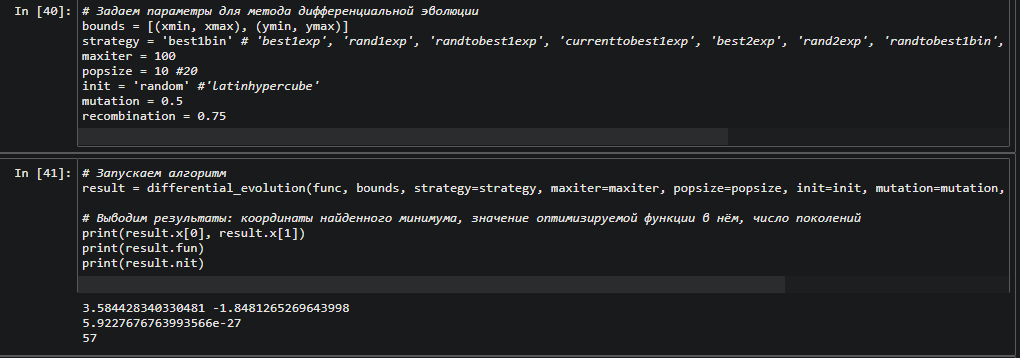 In [40]:
# Задаем параметры для метода дифференциальной эволюции
bounds = [(xmin, xmax), (ymin, ymax)]
strategy = 'best1bin' # 'best1exp', 'rand1exp', 'randtobest1exp', 'currenttobest1exp', 'best2exp', 'rand2exp', 'randtobest1bin',
maxiter = 100
popsize = 10 #20
init = 'random' #'latinhypercube'
mutation = 0.5
recombination = 0.75
In [41]:
# Запускаем алгоритм
result = differential_evolution(func, bounds, strategy=strategy, maxiter=maxiter, popsize=popsize, init=init, mutation=mutation,
# Выводим результаты: координаты найденного минимума, значение оптимизируемой функции в нём, число поколений
print(result.x[0], result.x[1])
print(result.fun)
print(result.nit)
3.584428340330481 -1.8481265269643998
5.9227676763993566e-27
57